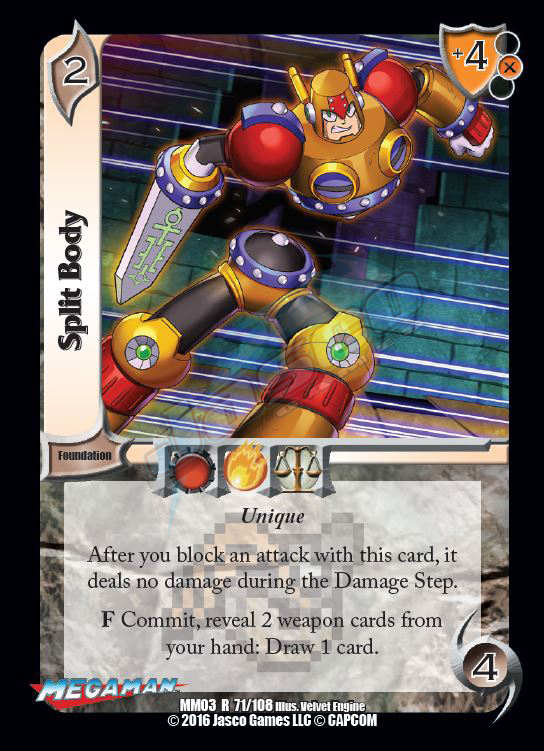 2
+4
Split Body
Foundation
Unique
After you block an attack with this card, it
deals no damage during the Damage Step.
F Commit, reveal 2 weapon cards from
your hand: Draw 1 card.
4
MEGAMAN™
MM03 R 71/108 Illus. Velvet Engine
© 2016 Jasco Games LLC © CAPCOM